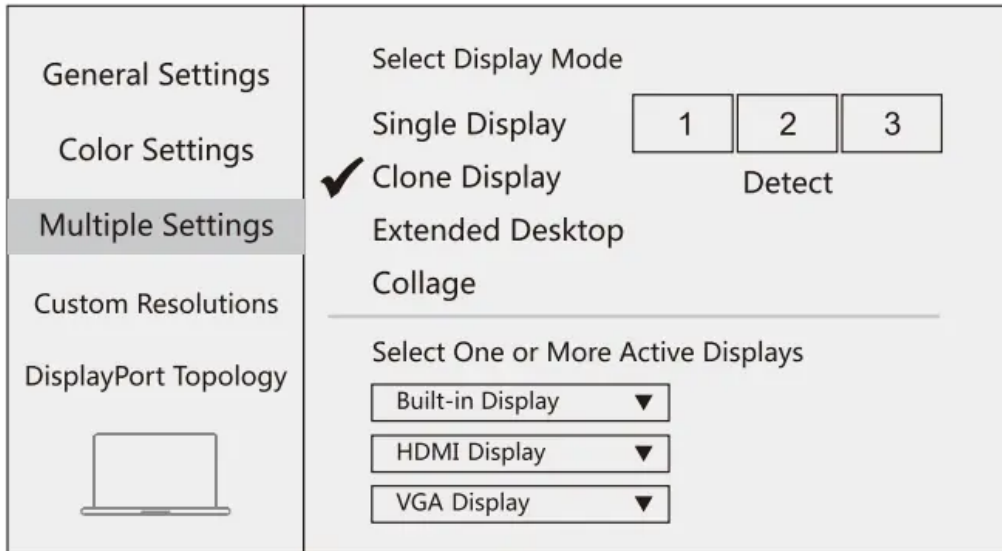 General Settings
Color Settings
Multiple Settings
Custom Resolutions
DisplayPort Topology
Select Display Mode
Single Display
1 2 3
Clone Display
Detect
Extended Desktop
Collage
Select One or More Active Displays
Built-in Display
HDMI Display
VGA Display